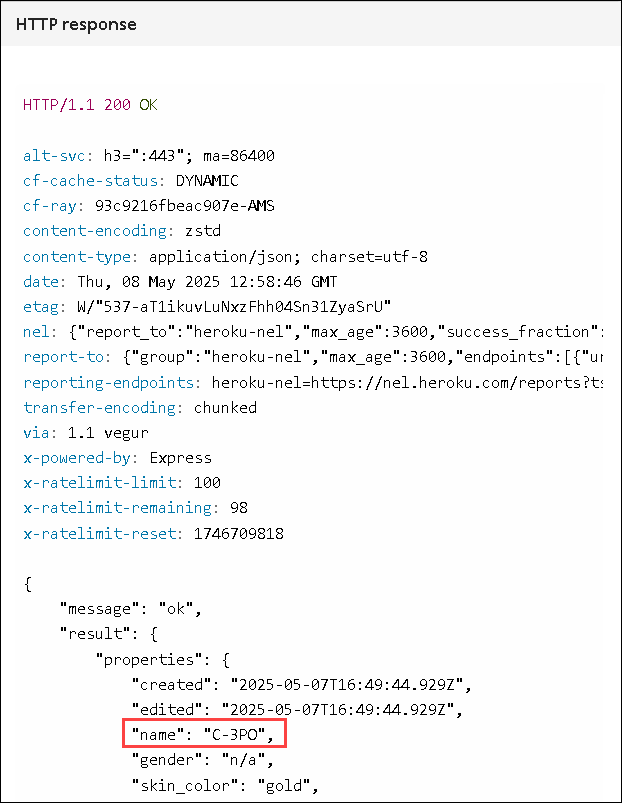 HTTP response
HTTP/1.1 200 OK
alt-svc: h3=":443"; ma=86400
cf-cache-status: DYNAMIC
cf-ray: 93c9216fbeac907e-AMS
content-encoding: zstd
content-type: application/json; charset=utf-8
date: Thu, 08 May 2025 12:58:46 GMT
etag: W/"537-aT1ikuvLuNxzFhh04Sn31ZyaSrU"
nel: {"report_to":"heroku-nel","max_age":3600,"success_fraction":
report-to: {"group":"heroku-nel","max_age":3600,"endpoints":[{"ur
reporting-endpoints: heroku-nel=https://nel.heroku.com/reports?ts
transfer-encoding: chunked
via: 1.1 vegur
x-powered-by: Express
x-ratelimit-limit: 100
x-ratelimit-remaining: 98
x-ratelimit-reset: 1746709818
{
    "message": "ok",
    "result": {
        "properties": {
            "created": "2025-05-07T16:49:44.929Z",
            "edited": "2025-05-07T16:49:44.929Z",
            "name": "C-3PO",
            "gender": "n/a",
            "skin_color": "gold",